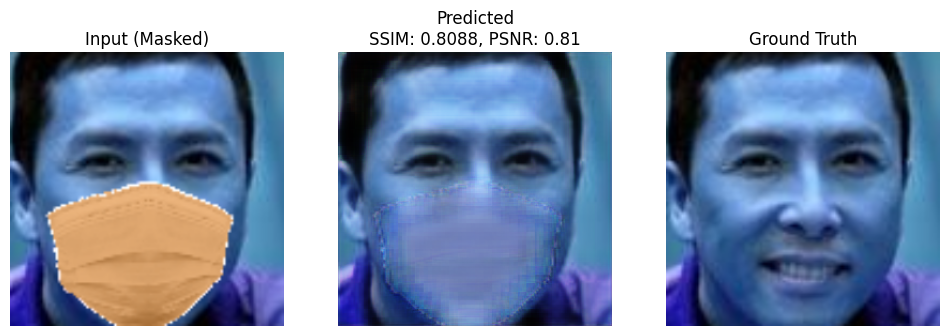 Input (Masked)
Predicted
SSIM: 0.8088, PSNR: 0.81
Ground Truth